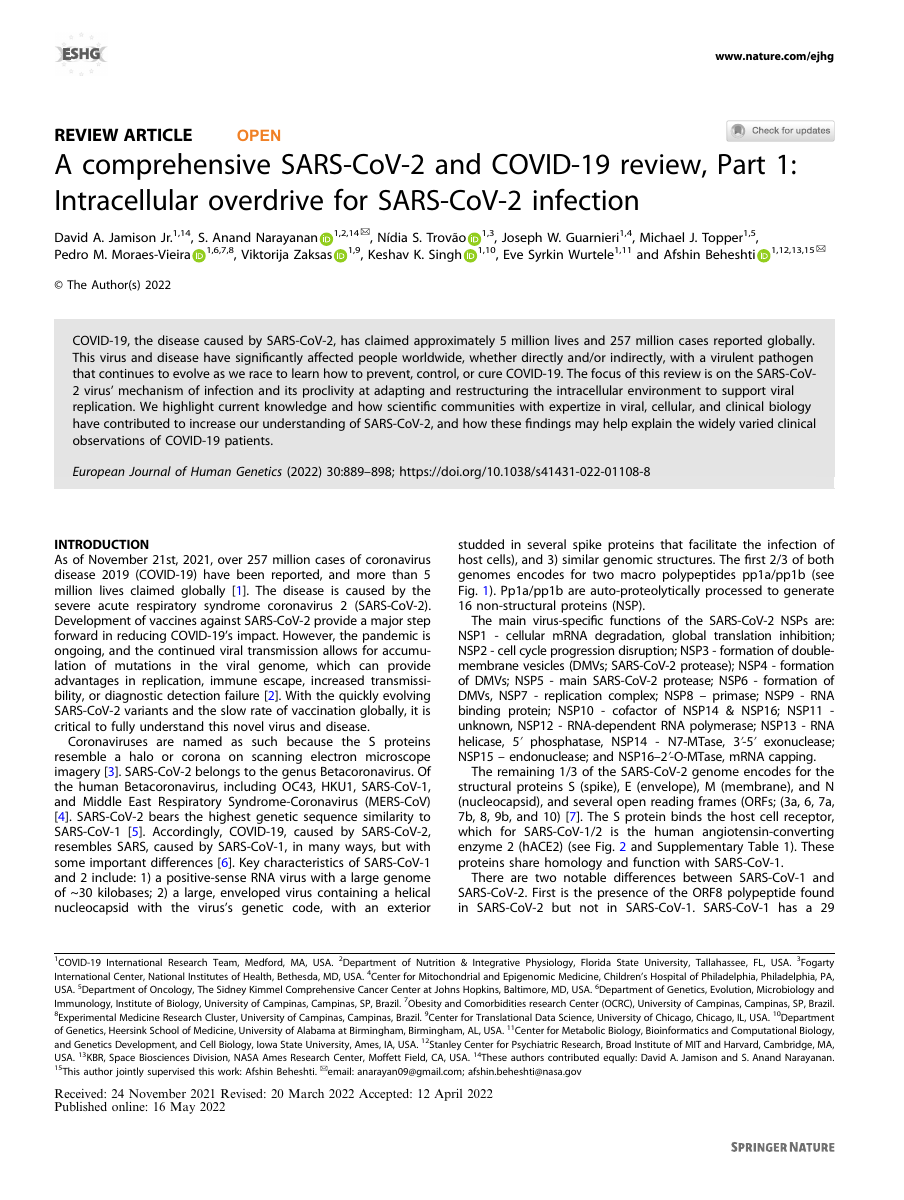 ESHG
www.nature.com/ejhg
REVIEW ARTICLE OPEN
Check for updates
A comprehensive SARS-CoV-2 and COVID-19 review, Part 1:
Intracellular overdrive for SARS-CoV-2 infection
David A. Jamison Jr.1,14, S. Anand Narayanan iD 1,2,14✉, Nídia S. Trovão iD 1,3, Joseph W. Guarnieri1,4, Michael J. Topper1,5,
Pedro M. Moraes-Vieira iD 1,6,7,8, Viktorija Zaksas iD 1,9, Keshav K. Singh iD 1,10, Eve Syrkin Wurtele1,11 and Afshin Beheshti iD 1,12,13,15✉
© The Author(s) 2022
COVID-19, the disease caused by SARS-CoV-2, has claimed approximately 5 million lives and 257 million cases reported globally.
This virus and disease have significantly affected people worldwide, whether directly and/or indirectly, with a virulent pathogen
that continues to evolve as we race to learn how to prevent, control, or cure COVID-19. The focus of this review is on the SARS-CoV-
2 virus' mechanism of infection and its proclivity at adapting and restructuring the intracellular environment to support viral
replication. We highlight current knowledge and how scientific communities with expertize in viral, cellular, and clinical biology
have contributed to increase our understanding of SARS-CoV-2, and how these findings may help explain the widely varied clinical
observations of COVID-19 patients.
European Journal of Human Genetics (2022) 30:889–898; https://doi.org/10.1038/s41431-022-01108-8
INTRODUCTION
As of November 21st, 2021, over 257 million cases of coronavirus
disease 2019 (COVID-19) have been reported, and more than 5
million lives claimed globally [1]. The disease is caused by the
severe acute respiratory syndrome coronavirus 2 (SARS-CoV-2).
Development of vaccines against SARS-CoV-2 provide a major step
forward in reducing COVID-19's impact. However, the pandemic is
ongoing, and the continued viral transmission allows for accumu-
lation of mutations in the viral genome, which can provide
advantages in replication, immune escape, increased transmissi-
bility, or diagnostic detection failure [2]. With the quickly evolving
SARS-CoV-2 variants and the slow rate of vaccination globally, it is
critical to fully understand this novel virus and disease.
Coronaviruses are named as such because the S proteins
resemble a halo or corona on scanning electron microscope
imagery [3]. SARS-CoV-2 belongs to the genus Betacoronavirus. Of
the human Betacoronavirus, including OC43, HKU1, SARS-CoV-1,
and Middle East Respiratory Syndrome-Coronavirus (MERS-CoV)
[4]. SARS-CoV-2 bears the highest genetic sequence similarity to
SARS-CoV-1 [5]. Accordingly, COVID-19, caused by SARS-CoV-2,
resembles SARS, caused by SARS-CoV-1, in many ways, but with
some important differences [6]. Key characteristics of SARS-CoV-1
and 2 include: 1) a positive-sense RNA virus with a large genome
of ~30 kilobases; 2) a large, enveloped virus containing a helical
nucleocapsid with the virus's genetic code, with an exterior
studded in several spike proteins that facilitate the infection of
host cells), and 3) similar genomic structures. The first 2/3 of both
genomes encodes for two macro polypeptides pp1a/pp1b (see
Fig. 1). Pp1a/pp1b are auto-proteolytically processed to generate
16 non-structural proteins (NSP).
The main virus-specific functions of the SARS-CoV-2 NSPs are:
NSP1 - cellular mRNA degradation, global translation inhibition;
NSP2 - cell cycle progression disruption; NSP3 - formation of double-
membrane vesicles (DMVs; SARS-CoV-2 protease); NSP4 - formation
of DMVs; NSP5 - main SARS-CoV-2 protease; NSP6 - formation of
DMVs, NSP7 - replication complex; NSP8 – primase; NSP9 - RNA
binding protein; NSP10 - cofactor of NSP14 & NSP16; NSP11 -
unknown, NSP12 - RNA-dependent RNA polymerase; NSP13 - RNA
helicase, 5′ phosphatase, NSP14 - N7-MTase, 3′-5′ exonuclease;
NSP15 – endonuclease; and NSP16–2′-O-MTase, mRNA capping.
The remaining 1/3 of the SARS-CoV-2 genome encodes for the
structural proteins S (spike), E (envelope), M (membrane), and N
(nucleocapsid), and several open reading frames (ORFs; (3a, 6, 7a,
7b, 8, 9b, and 10) [7]. The S protein binds the host cell receptor,
which for SARS-CoV-1/2 is the human angiotensin-converting
enzyme 2 (hACE2) (see Fig. 2 and Supplementary Table 1). These
proteins share homology and function with SARS-CoV-1.
There are two notable differences between SARS-CoV-1 and
SARS-CoV-2. First is the presence of the ORF8 polypeptide found
in SARS-CoV-2 but not in SARS-CoV-1. SARS-CoV-1 has a 29
1COVID-19 International Research Team, Medford, MA, USA. 2Department of Nutrition & Integrative Physiology, Florida State University, Tallahassee, FL, USA. 3Fogarty
International Center, National Institutes of Health, Bethesda, MD, USA. 4Center for Mitochondrial and Epigenomic Medicine, Children's Hospital of Philadelphia, Philadelphia, PA,
USA. 5Department of Oncology, The Sidney Kimmel Comprehensive Cancer Center at Johns Hopkins, Baltimore, MD, USA. 6Department of Genetics, Evolution, Microbiology and
Immunology, Institute of Biology, University of Campinas, Campinas, SP, Brazil. 7Obesity and Comorbidities research Center (OCRC), University of Campinas, Campinas, SP, Brazil.
8Experimental Medicine Research Cluster, University of Campinas, Campinas, Brazil. 9Center for Translational Data Science, University of Chicago, Chicago, IL, USA. 10Department
of Genetics, Heersink School of Medicine, University of Alabama at Birmingham, Birmingham, AL, USA. 11Center for Metabolic Biology, Bioinformatics and Computational Biology,
and Genetics Development, and Cell Biology, Iowa State University, Ames, IA, USA. 12Stanley Center for Psychiatric Research, Broad Institute of MIT and Harvard, Cambridge, MA,
USA. 13KBR, Space Biosciences Division, NASA Ames Research Center, Moffett Field, CA, USA. 14These authors contributed equally: David A. Jamison and S. Anand Narayanan.
15This author jointly supervised this work: Afshin Beheshti. ✉email: anarayan09@gmail.com; afshin.beheshti@nasa.gov
Received: 24 November 2021 Revised: 20 March 2022 Accepted: 12 April 2022
Published online: 16 May 2022
SPRINGER NATURE